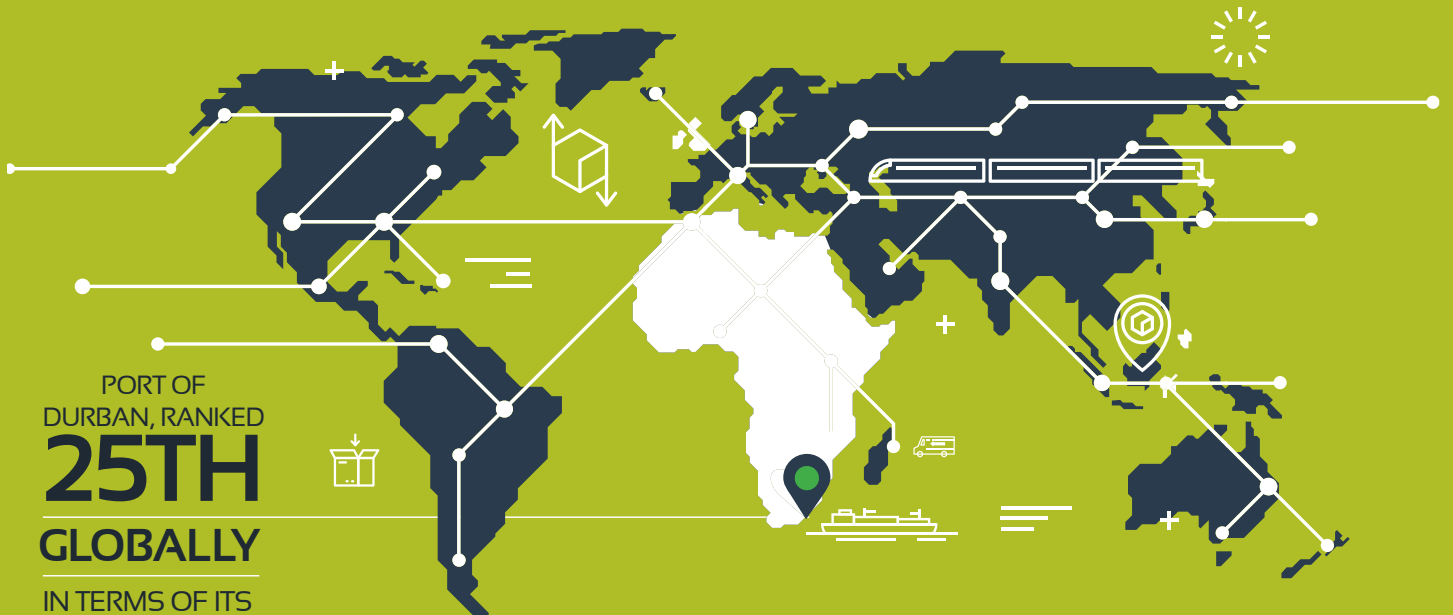 PORT OF
DURBAN, RANKED
25TH
GLOBALLY
IN TERMS OF ITS